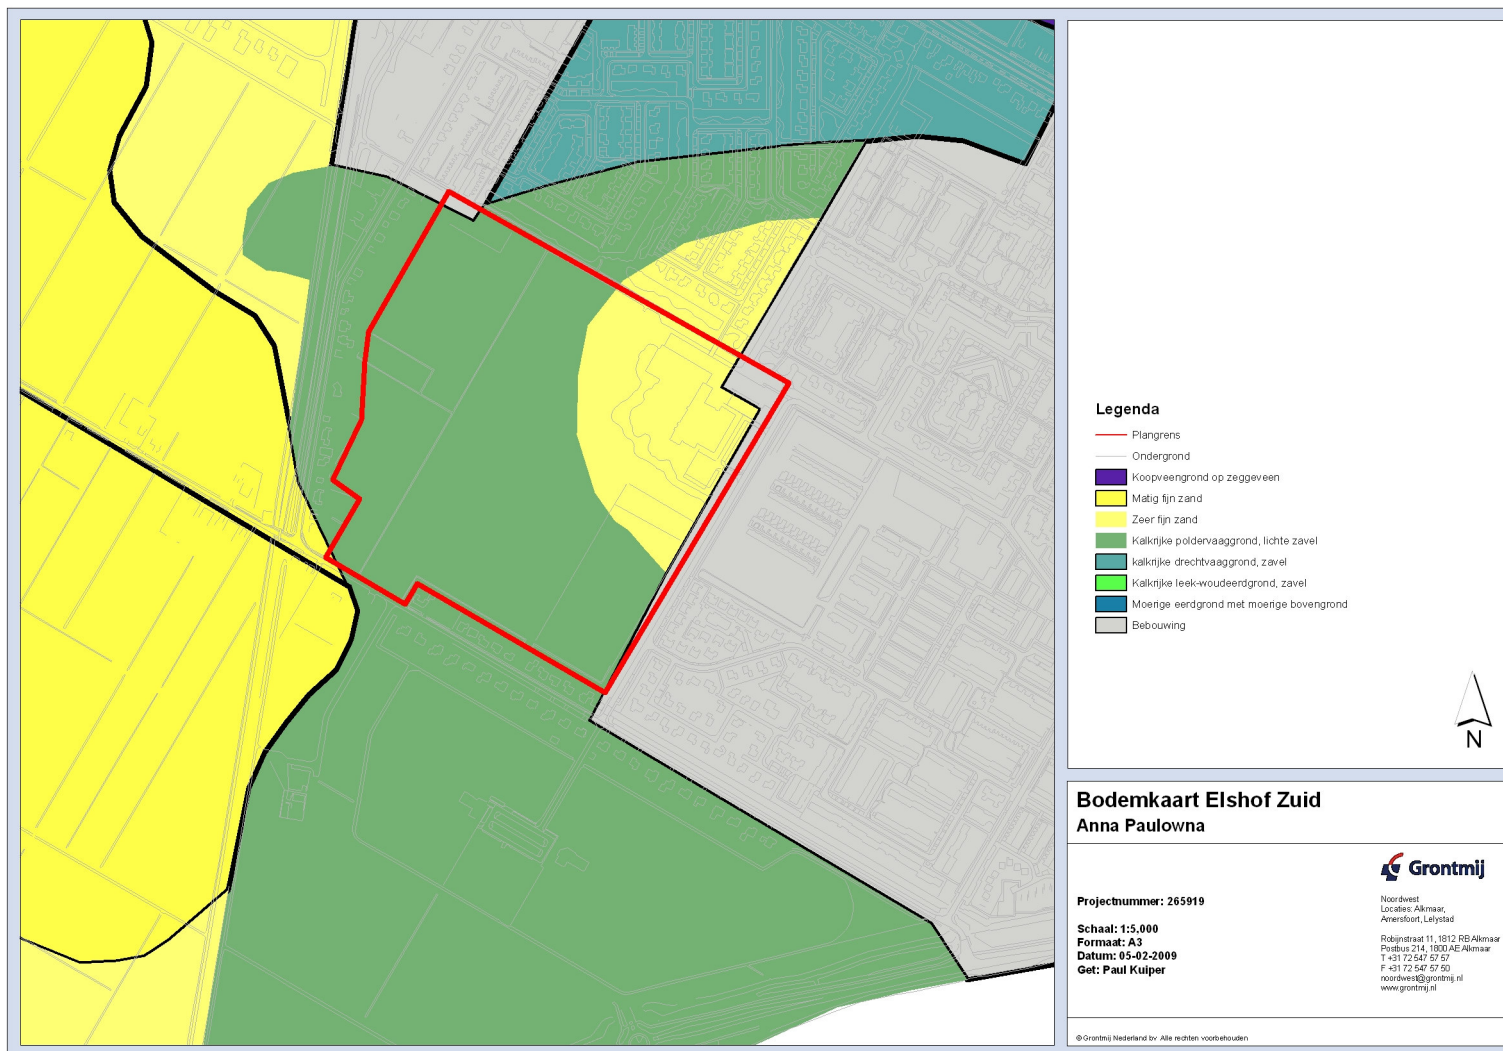 Legenda
Plangrens
Ondergrond
Koopveengrond op zeggeveen
Matig fijn zand
Zeer fijn zand
Kalkrijke poldervaaggrond, lichte zavel
kalkrijke drechtvaaggrond, zavel
Kalkrijke leek-woudeerdgrond, zavel
Moerige eerdgrond met moerige bovengrond
Bebouwing
N
Bodemkaart Elshof Zuid
Anna Paulowna
Projectnummer: 265919
Schaal: 1:5,000
Formaat: A3
Datum: 05-02-2009
Get: Paul Kuiper
Grontmij
Noordwest
Locaties: Alkmaar,
Amersfoort, Lelystad
Robijnstraat 11, 1812 RB Alkmaar
Postbus 214, 1800 AE Alkmaar
T +31 72 547 57 57
F +31 72 547 57 50
noordwest@grontmij.nl
www.grontmij.nl
© Grontmij Nederland bv. Alle rechten voorbehouden